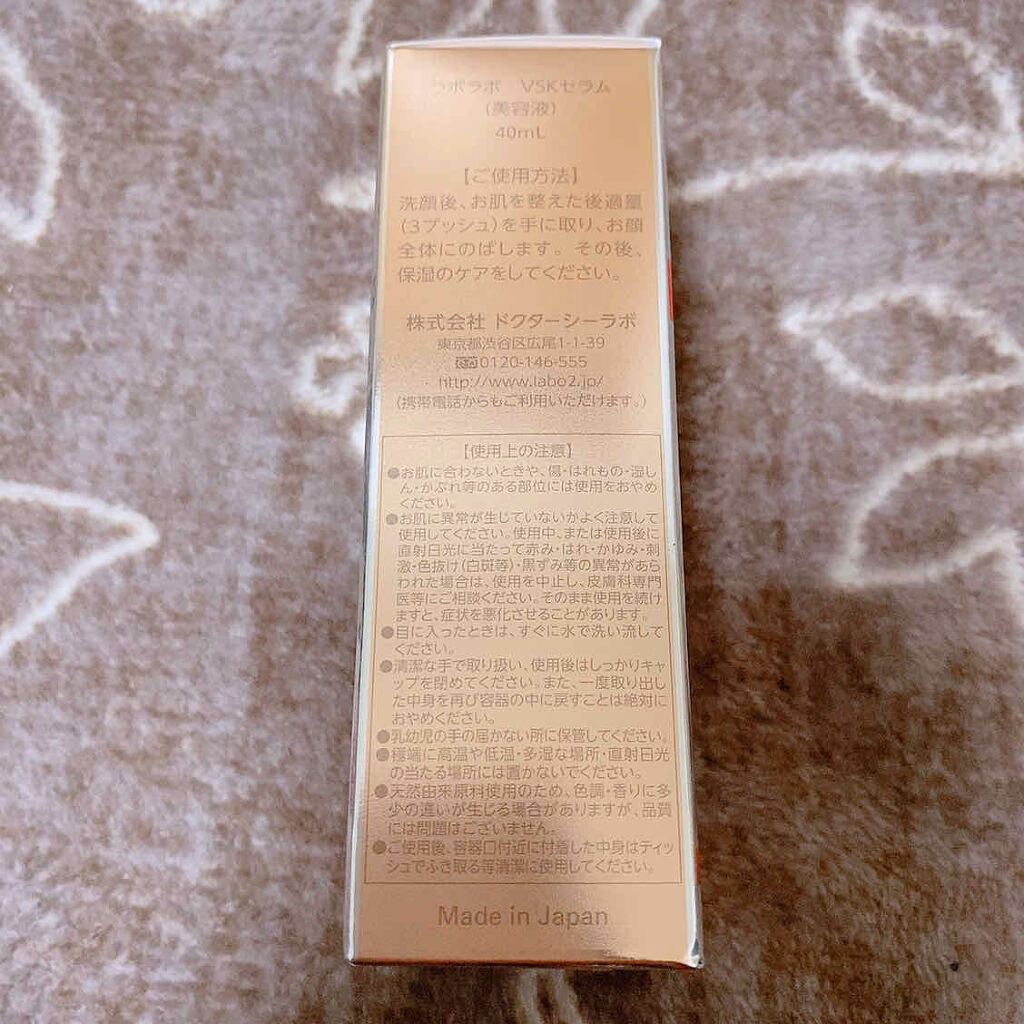 ラボラボ VSKセラム
(美容液)
40mL
【ご使用方法】
洗顔後、お肌を整えた後適量
(3プッシュ)を手に取り、お顔
全体にのばします。その後、
保湿のケアをしてください。
株式会社 ドクターシーラボ
東京都渋谷区広尾1-1-39
0120-146-555
http://www.labo2.jp/
(携帯電話からもご利用いただけます。)
【使用上の注意】
●お肌に合わないときや、傷・はれもの・湿し
ん・かぶれ等のある部位には使用をおやめ
ください。
●お肌に異常が生じていないかよく注意して
使用してください。使用中、または使用後に
直射日光に当たって赤み・はれ・かゆみ・刺
激・色抜け(白斑等)・黒ずみ等の異常があら
われた場合は、使用を中止し、皮膚科専門
医等にご相談ください。そのまま使用を続け
ますと、症状を悪化させることがあります。
●目に入ったときは、すぐに水で洗い流して
ください。
●清潔な手で取り扱い、使用後はしっかりキャ
ップを閉めてください。また、一度取り出し
た中身を再び容器の中に戻すことは絶対に
おやめください。
●乳幼児の手の届かない所に保管してください。
●極端に高温や低温・多湿な場所・直射日光
の当たる場所には置かないでください。
●天然由来原料使用のため、色調・香りに多
少の違いが生じる場合がありますが、品質
には問題はございません。
●ご使用後、容器口付近に付着した中身はティッ
シュでふき取る等清潔に使用してください。
Made in Japan